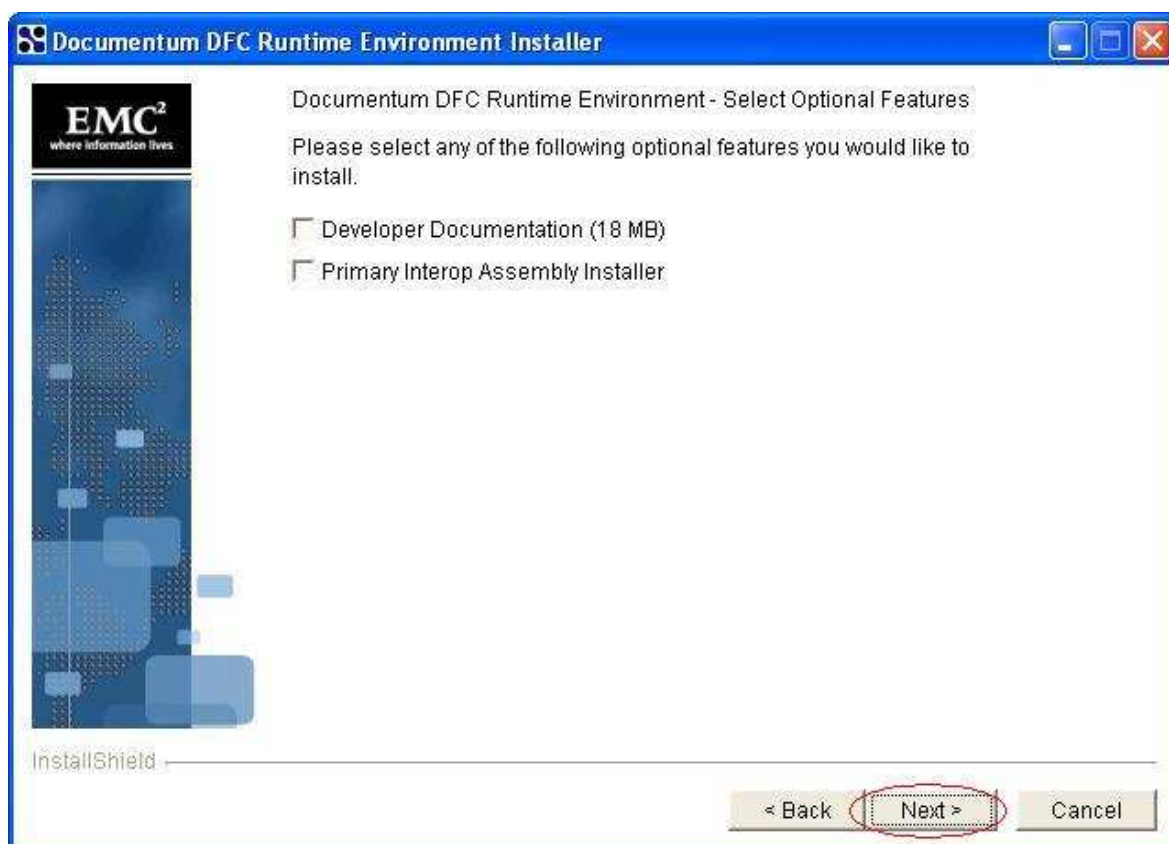 Documentum DFC Runtime Environment Installer
EMC²
where information lives
Documentum DFC Runtime Environment - Select Optional Features
Please select any of the following optional features you would like to
install.
Developer Documentation (18 MB)
Primary Interop Assembly Installer
InstallShield
< Back
Next >
Cancel